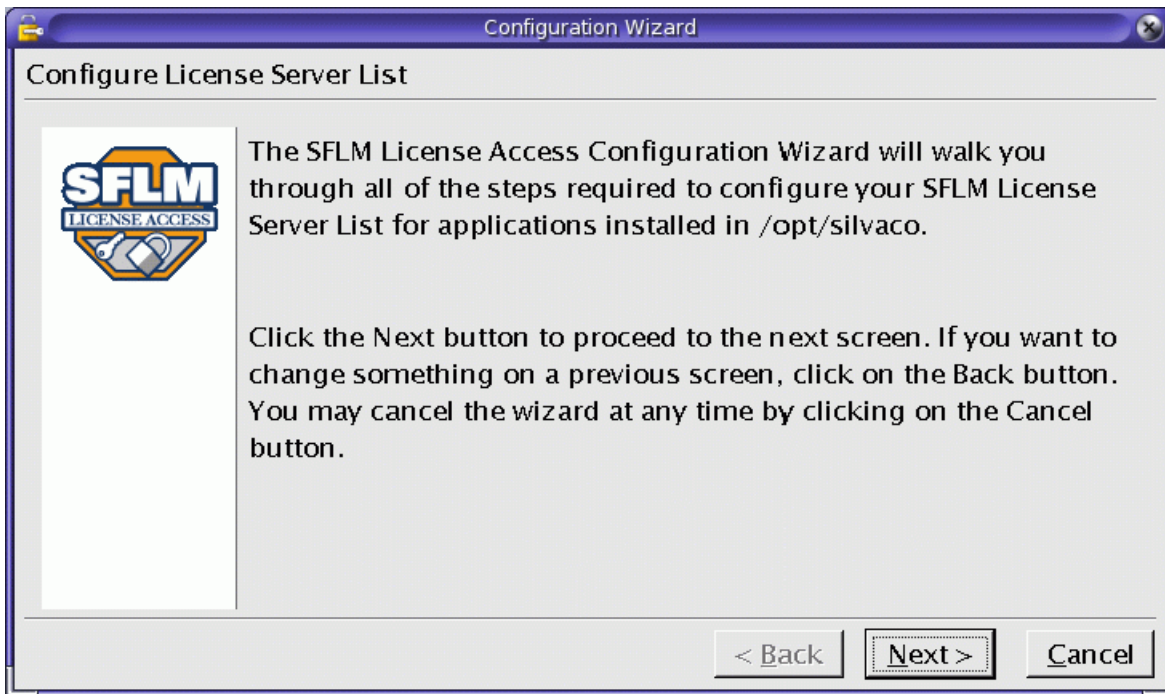 Configuration Wizard
Configure License Server List
SFLM
LICENSE ACCESS
The SFLM License Access Configuration Wizard will walk you
through all of the steps required to configure your SFLM License
Server List for applications installed in /opt/silvaco.
Click the Next button to proceed to the next screen. If you want to
change something on a previous screen, click on the Back button.
You may cancel the wizard at any time by clicking on the Cancel
button.
< Back
Next >
Cancel